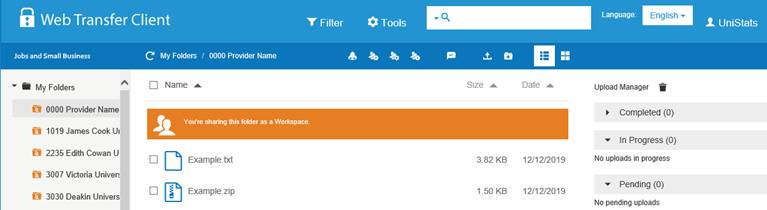 Web Transfer Client
Filter
Tools
Language:
English
UniStats
Jobs and Small Business
My Folders / 0000 Provider Name
My Folders
0000 Provider Name
1019 James Cook Ur
2235 Edith Cowan U
3007 Victoria Univers
3030 Deakin Univers
Name
Size
Date
You're sharing this folder as a Workspace.
Example.txt 3.82 KB 12/12/2019
Example.zip 1.50 KB 12/12/2019
Upload Manager
Completed (0)
In Progress (0)
No uploads in progress
Pending (0)
No pending uploads